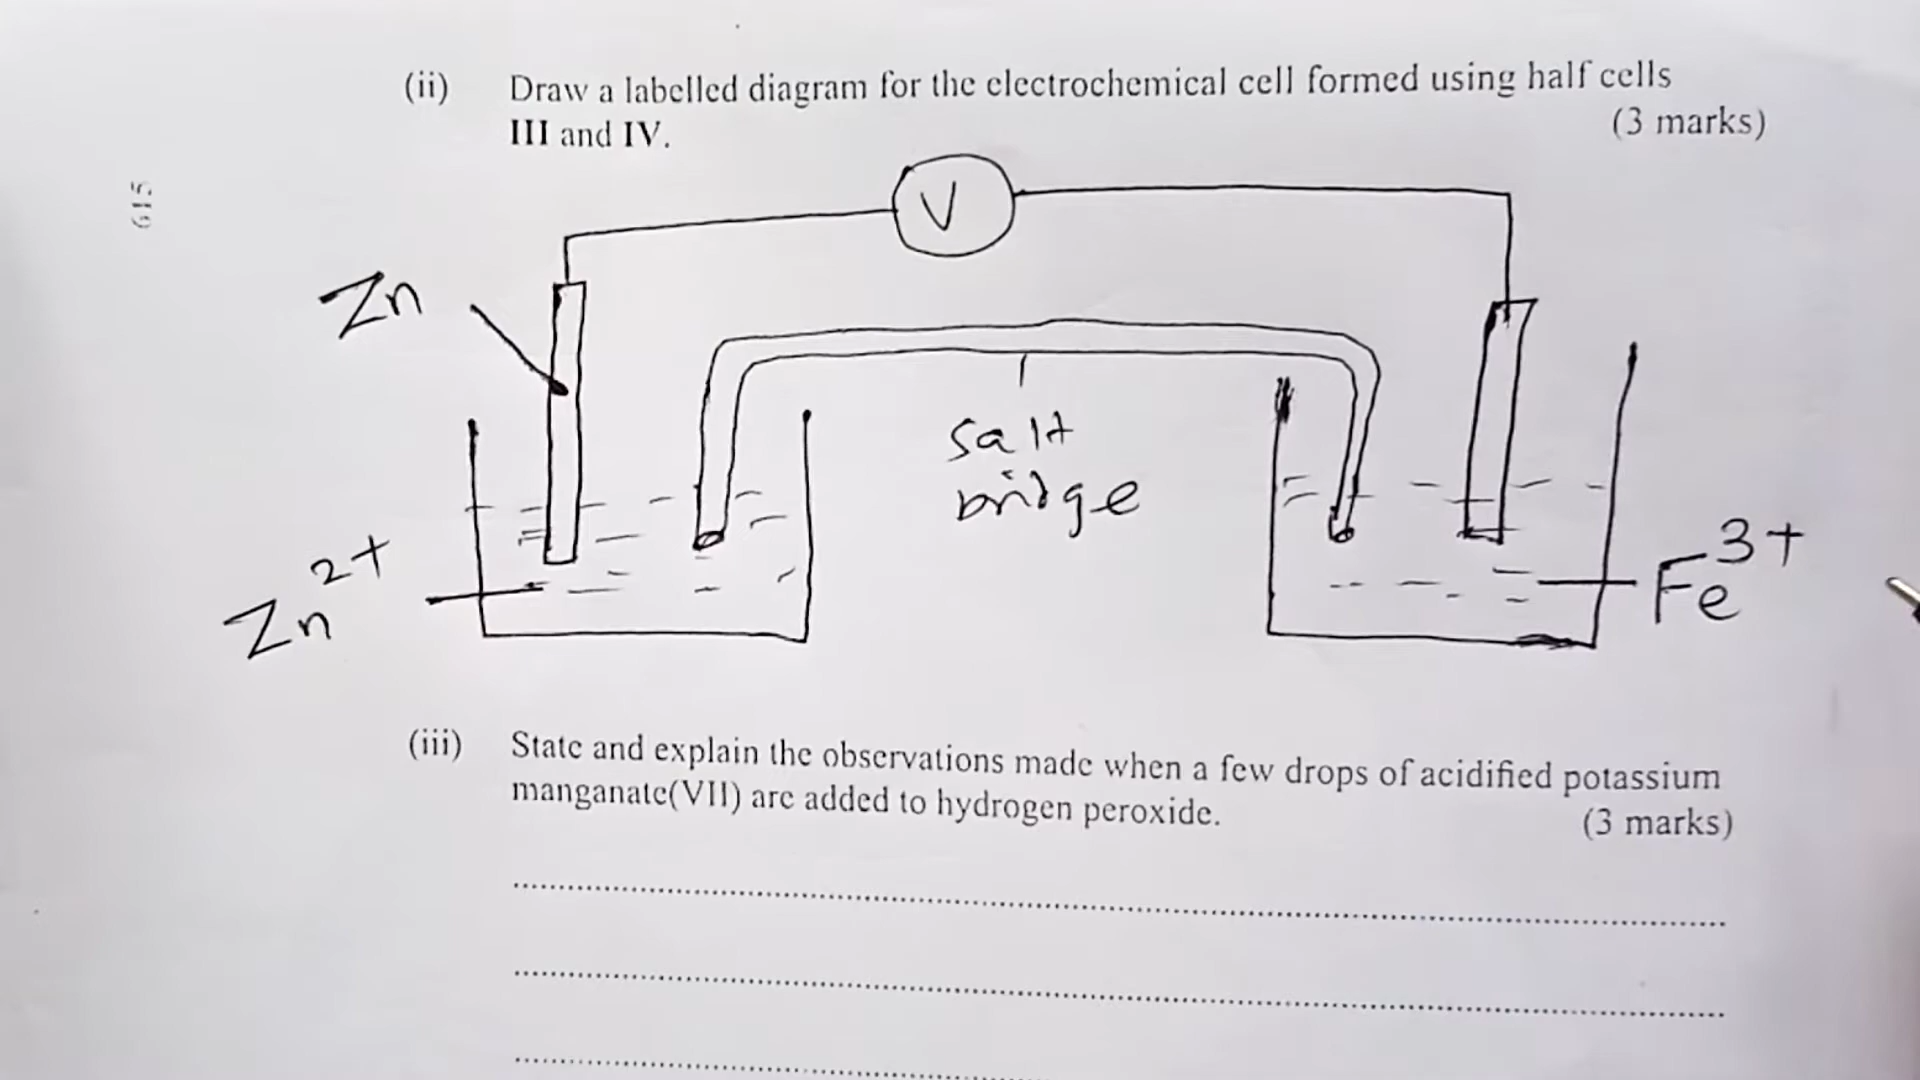 (ii) Draw a labelled diagram for the electrochemical cell formed using half cells
III and IV.
(3 marks)
615
V
Zn
salt
bridge
Zn2+
Fe3+
(iii) State and explain the observations made when a few drops of acidified potassium
manganate(VII) are added to hydrogen peroxide.
(3 marks)